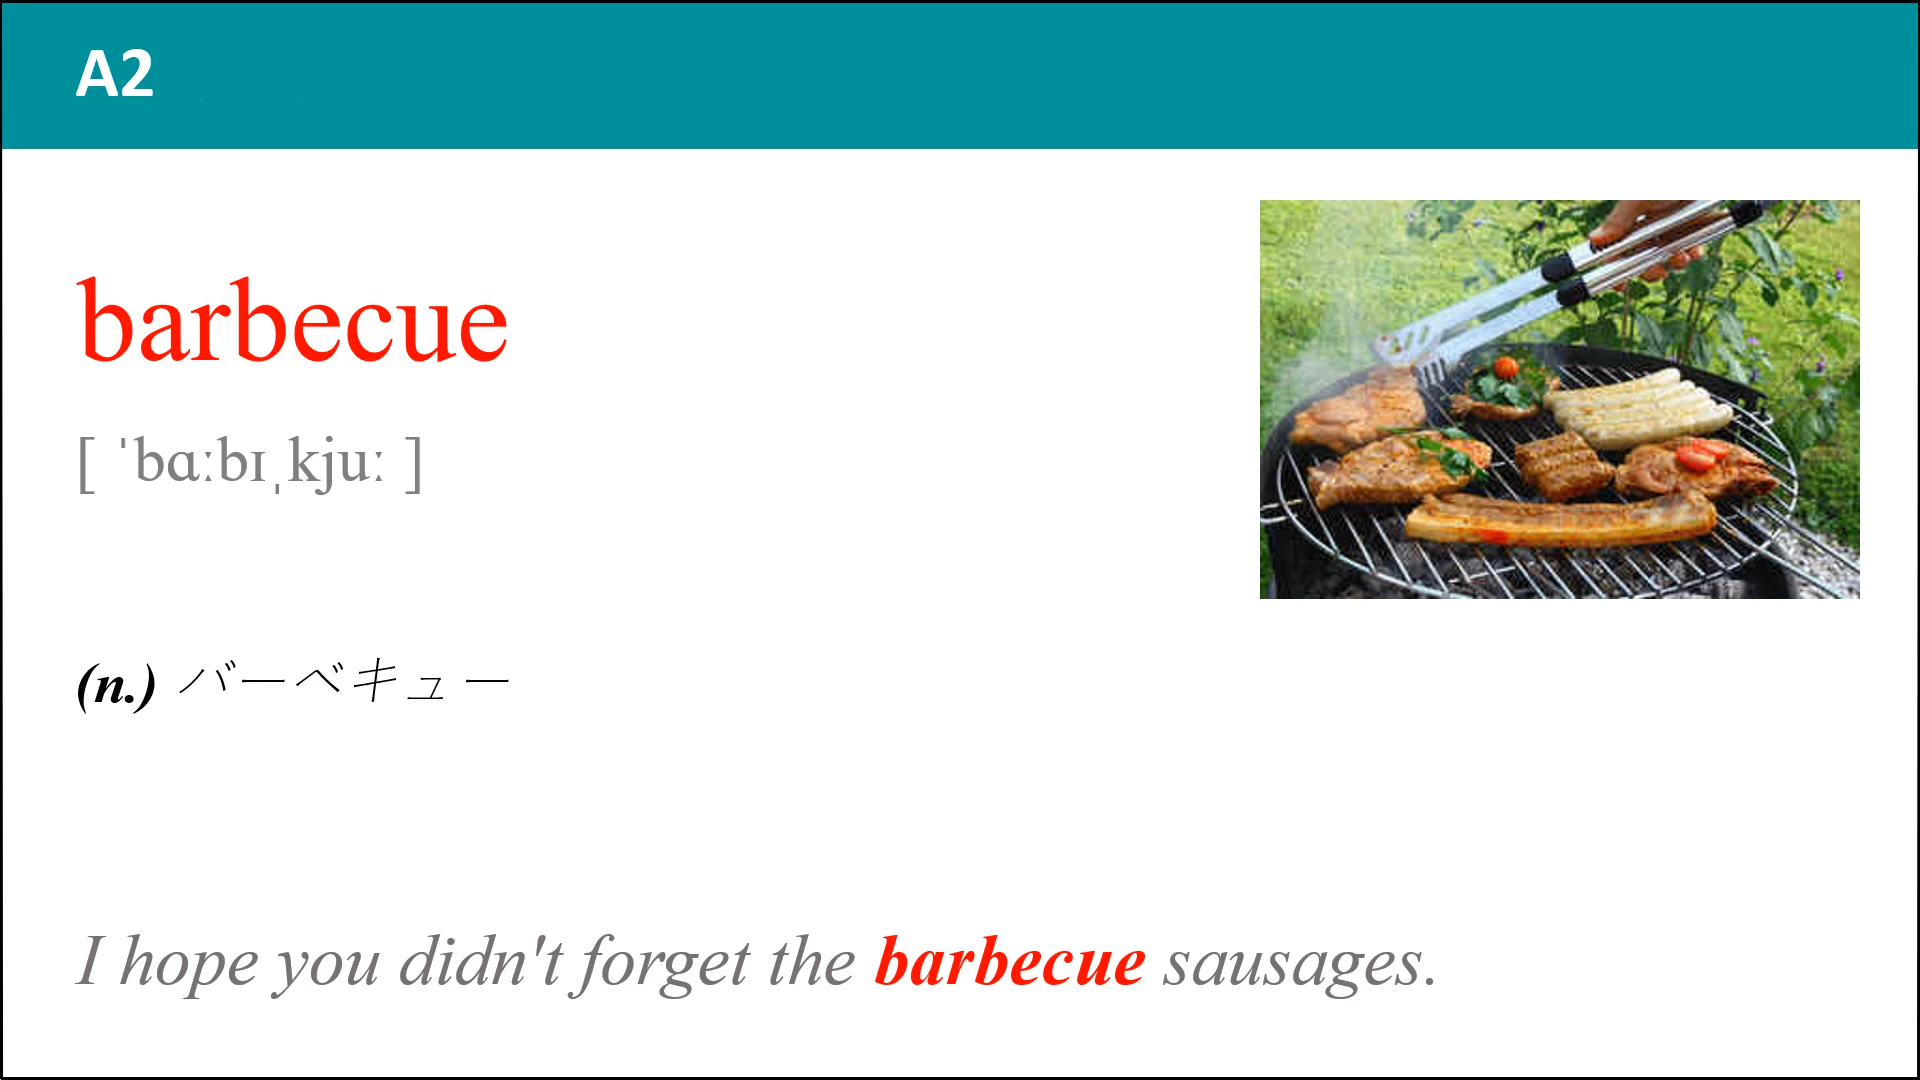 A2
barbecue
[ ˈbɑːbɪˌkjuː ]
(n.) バーベキュー
I hope you didn't forget the barbecue sausages.